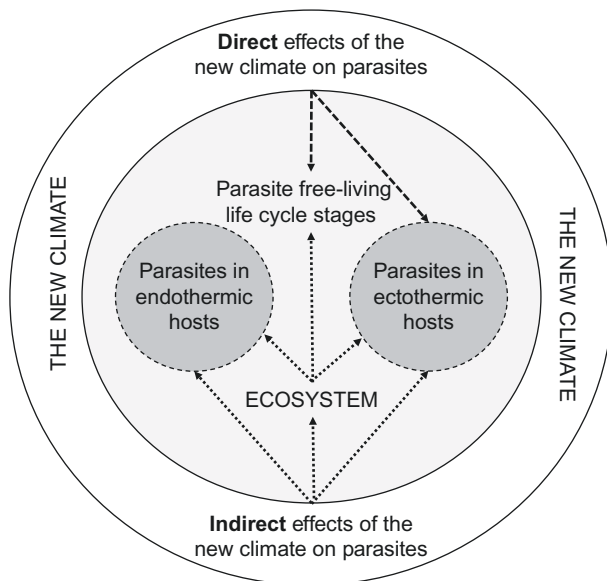 Direct effects of the
new climate on parasites
THE NEW CLIMATE
THE NEW CLIMATE
Parasite free-living
life cycle stages
Parasites in
endothermic
hosts
Parasites in
ectothermic
hosts
ECOSYSTEM
Indirect effects of the
new climate on parasites